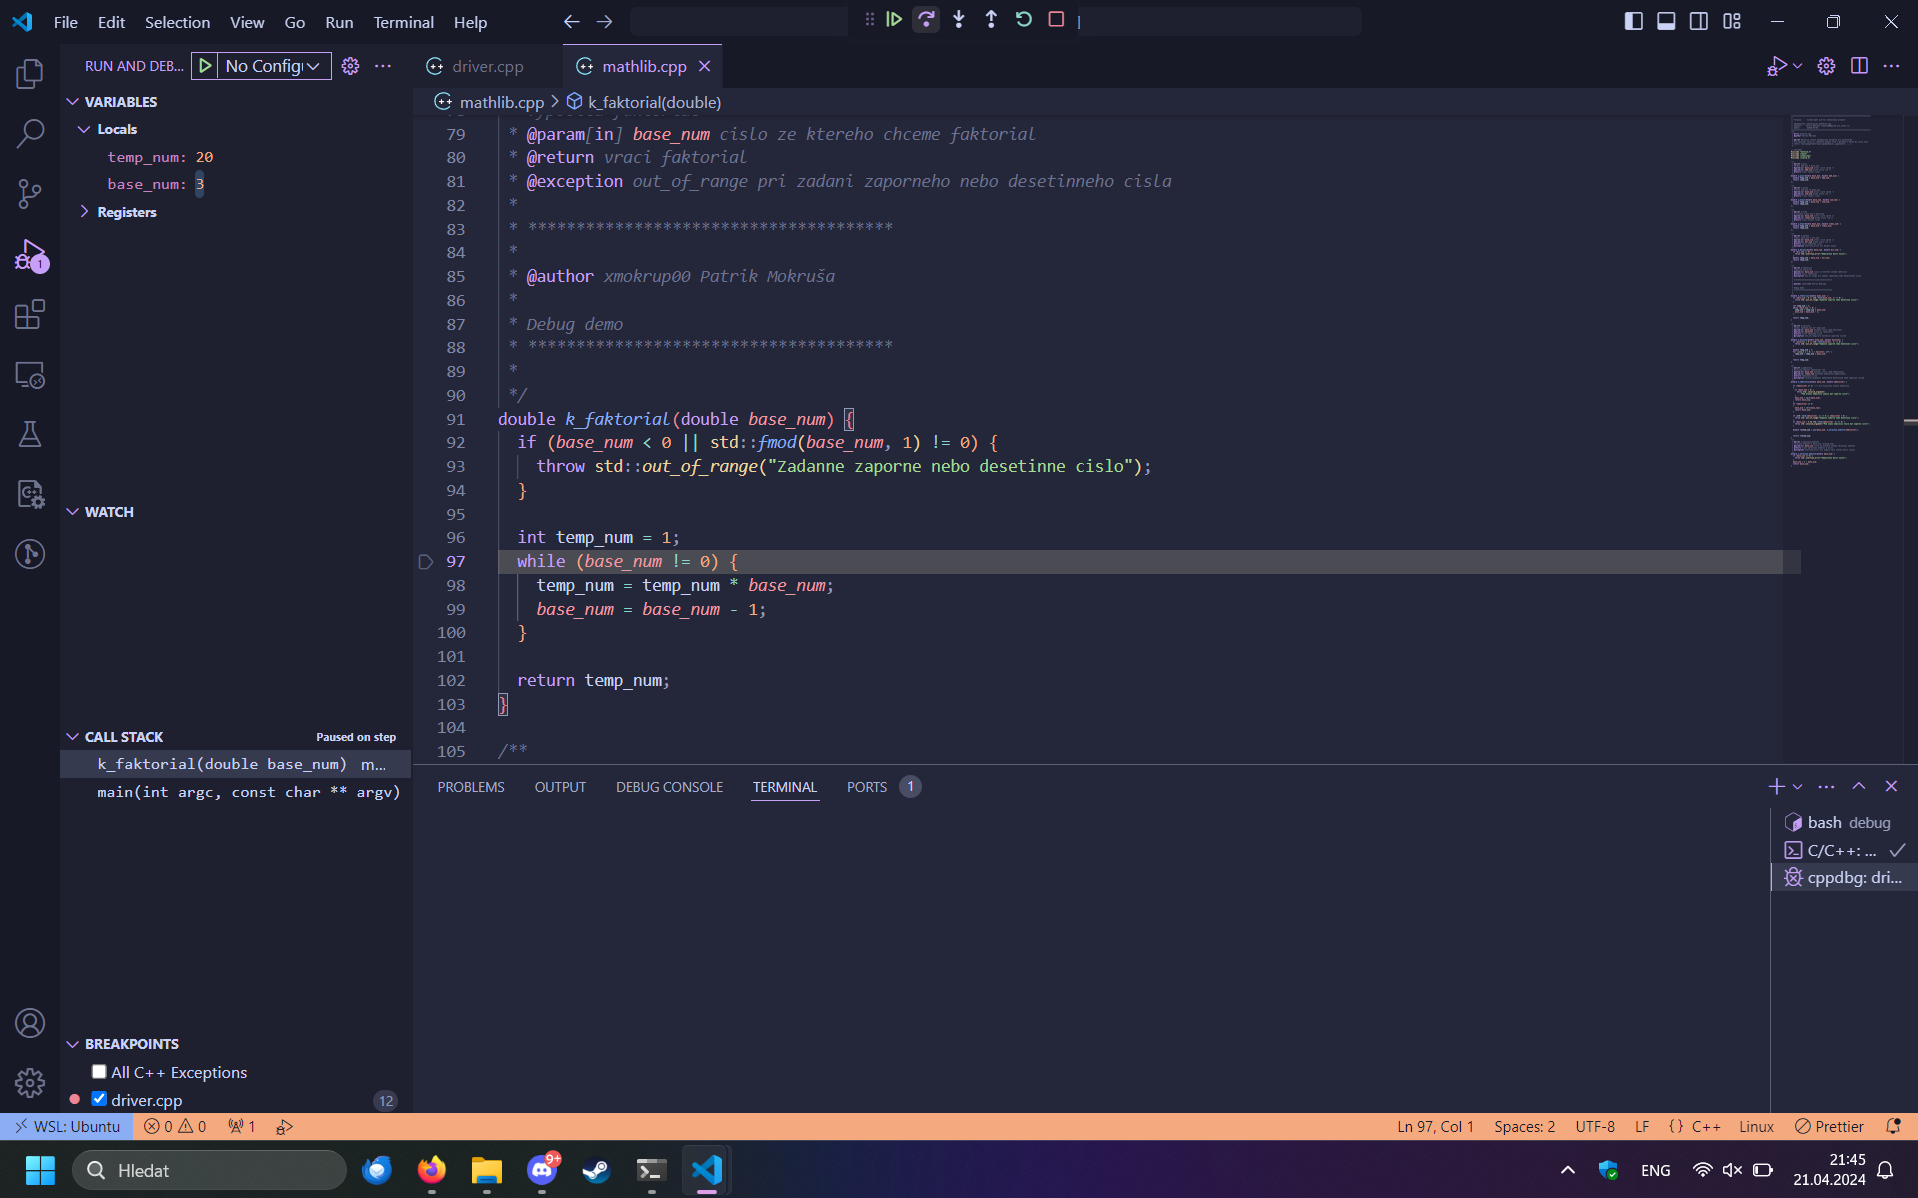 File Edit Selection View Go Run Terminal Help
RUN AND DEB... No Config
driver.cpp mathlib.cpp
mathlib.cpp > k_faktorial(double)
VARIABLES
Locals
temp_num: 20
base_num: 3
Registers
WATCH
CALL STACK Paused on step
k_faktorial(double base_num) m...
main(int argc, const char ** argv)
BREAKPOINTS
All C++ Exceptions
driver.cpp 12
79 * @param[in] base_num cislo ze ktereho chceme faktorial
80 * @return vraci faktorial
81 * @exception out_of_range pri zadani zaporneho nebo desetinneho cisla
82 *
83 * **************************************
84 *
85 * @author xmokrup00 Patrik Mokruša
86 *
87 * Debug demo
88 * **************************************
89 *
90 */
91 double k_faktorial(double base_num) {
92 if (base_num < 0 || std::fmod(base_num, 1) != 0) {
93 throw std::out_of_range("Zadanne zaporne nebo desetinne cislo");
94 }
95
96 int temp_num = 1;
97 while (base_num != 0) {
98 temp_num = temp_num * base_num;
99 base_num = base_num - 1;
100 }
101
102 return temp_num;
103 }
104
105 /**
PROBLEMS OUTPUT DEBUG CONSOLE TERMINAL PORTS 1
bash debug
C/C++: ...
cppdbg: dri...
1
WSL: Ubuntu 0 0 1 Ln 97, Col 1 Spaces: 2 UTF-8 LF {} C++ Linux Prettier
Hledat 9+ ENG 21:45
21.04.2024